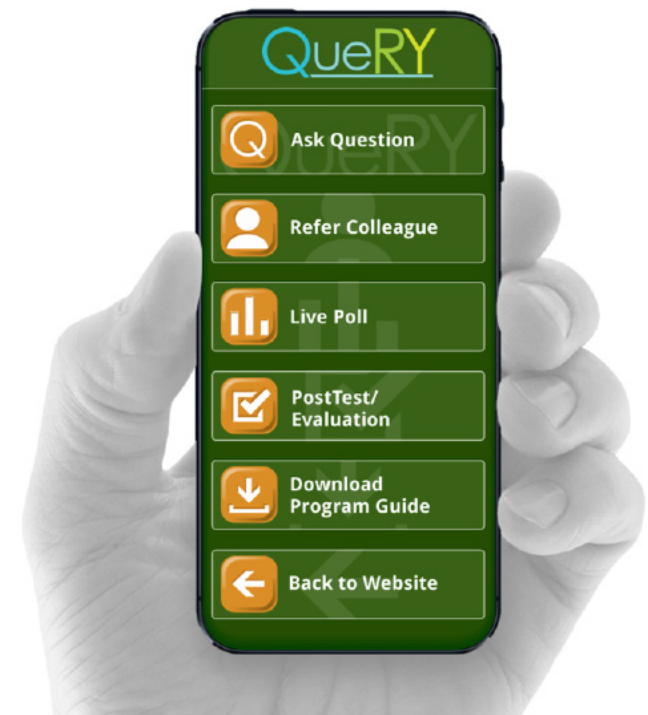 QueRY
Ask Question
Refer Colleague
Live Poll
PostTest/
Evaluation
Download
Program Guide
Back to Website